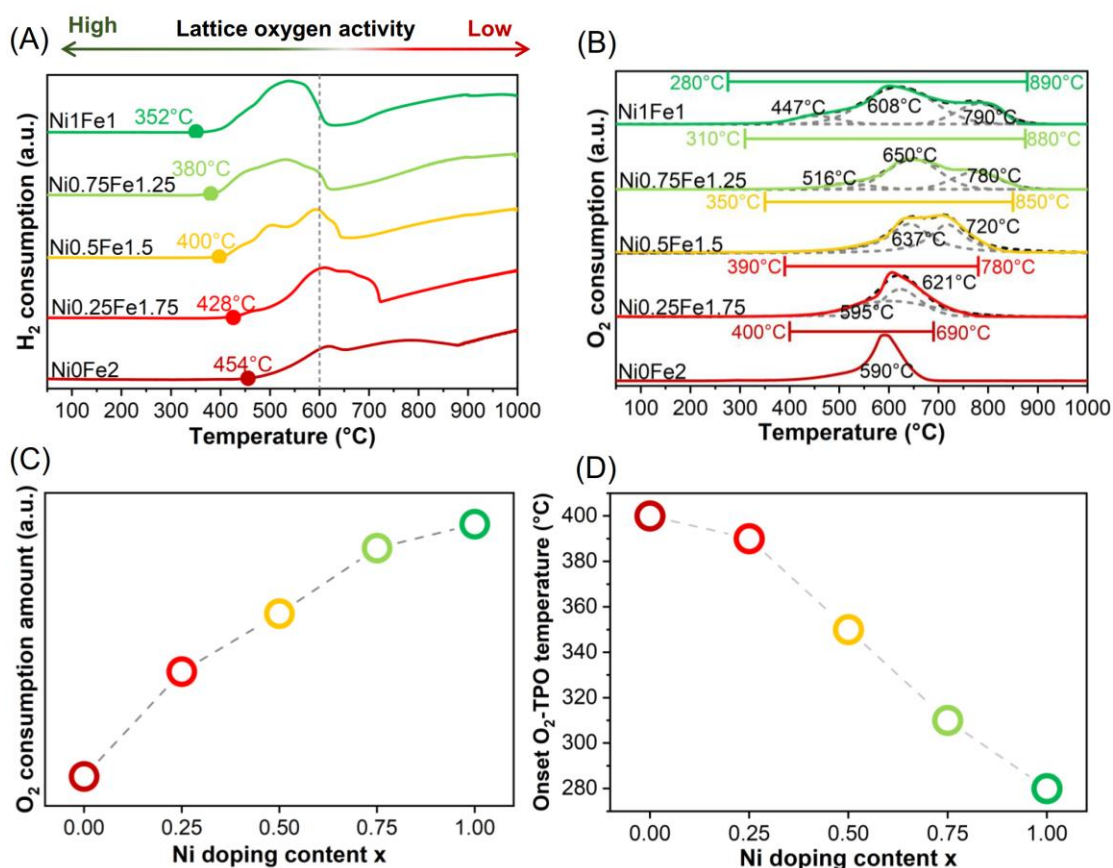 High Lattice oxygen activity Low
(A)
H2 consumption (a.u.)
Ni1Fe1 352°C
Ni0.75Fe1.25 380°C
Ni0.5Fe1.5 400°C
Ni0.25Fe1.75 428°C
Ni0Fe2 454°C
100 200 300 400 500 600 700 800 900 1000
Temperature (°C)
(B)
O2 consumption (a.u.)
280°C 890°C
Ni1Fe1 447°C 608°C 790°C
310°C 880°C
Ni0.75Fe1.25 516°C 650°C 780°C
350°C 850°C
Ni0.5Fe1.5 637°C 720°C
390°C 780°C
Ni0.25Fe1.75 595°C 621°C
400°C 690°C
Ni0Fe2 590°C
100 200 300 400 500 600 700 800 900 1000
Temperature (°C)
(C)
O2 consumption amount (a.u.)
0.00 0.25 0.50 0.75 1.00
Ni doping content x
(D)
Onset O2-TPO temperature (°C)
400
380
360
340
320
300
280
0.00 0.25 0.50 0.75 1.00
Ni doping content x